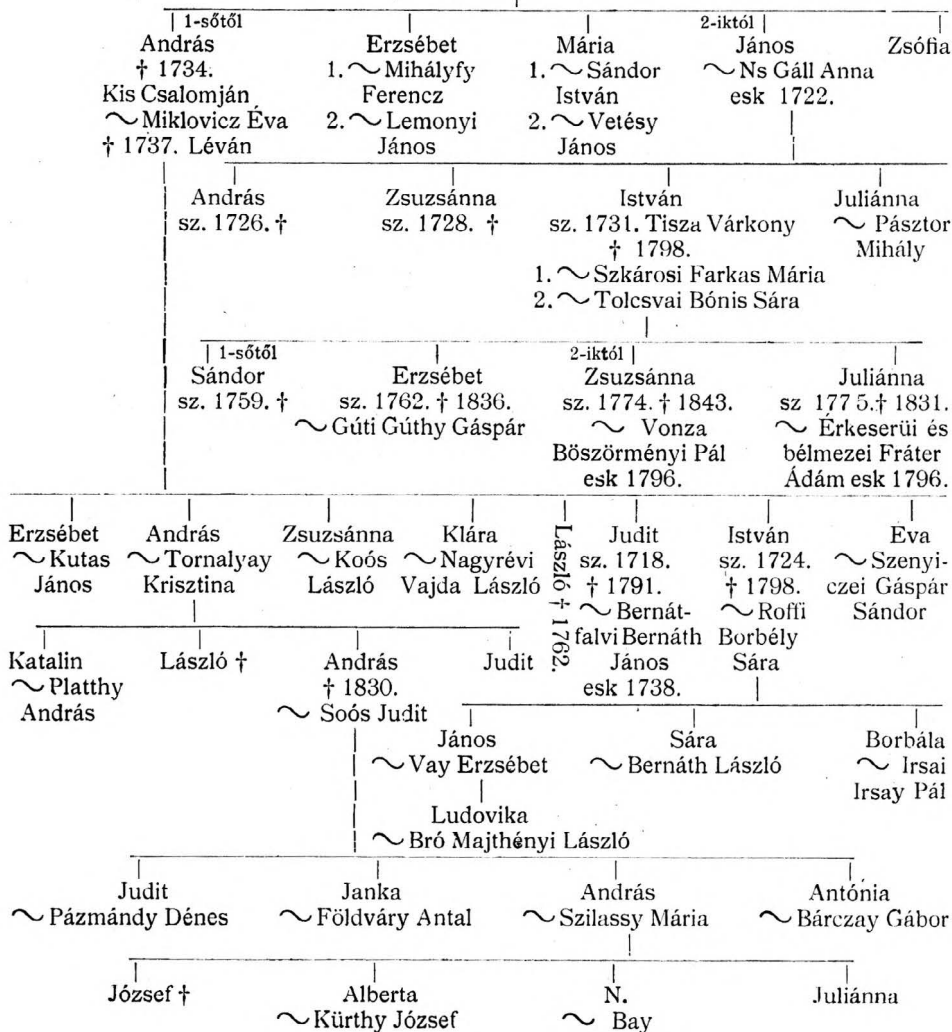 1-sőtől 2-iktól
András Erzsébet Mária János Zsófia
† 1734. 1. ~ Mihályfy 1. ~ Sándor ~ Ns Gáll Anna
Kis Csalomján Ferencz István esk 1722.
~ Miklovicz Éva 2. ~ Lemonyi 2. ~ Vetésy
† 1737. Léván János János
András Zsuzsánna István Juliánna
sz. 1726. † sz. 1728. † sz. 1731. Tisza Várkony ~ Pásztor
† 1798. Mihály
1. ~ Szkárosi Farkas Mária
2. ~ Tolcsvai Bónis Sára
1-sőtől 2-iktól
Sándor Erzsébet Zsuzsánna Juliánna
sz. 1759. † sz. 1762. † 1836. sz. 1774. † 1843. sz 1775. † 1831.
~ Gúti Gúthy Gáspár ~ Vonza ~ Érkeserüi és
Böszörményi Pál bélmezei Fráter
esk 1796. Ádám esk 1796.
Erzsébet András Zsuzsánna Klára László † 1762. Judit István Éva
~ Kutas ~ Tornalyay ~ Koós ~ Nagyrévi sz. 1718. sz. 1724. ~ Szenyi-
János Krisztina László Vajda László † 1791. † 1798. czei Gáspár
~ Bernát- ~ Roffi Sándor
falvi Bernáth Borbély
Katalin László † András Judit János Sára
~ Platthy † 1830. esk 1738.
András ~ Soós Judit
János Sára Borbála
~ Vay Erzsébet ~ Bernáth László ~ Irsai
Irsay Pál
Ludovika
~ Bró Majthényi László
Judit Janka András Antónia
~ Pázmándy Dénes ~ Földváry Antal ~ Szilassy Mária ~ Bárczay Gábor
József † Alberta N. Juliánna
~ Kürthy József ~ Bay